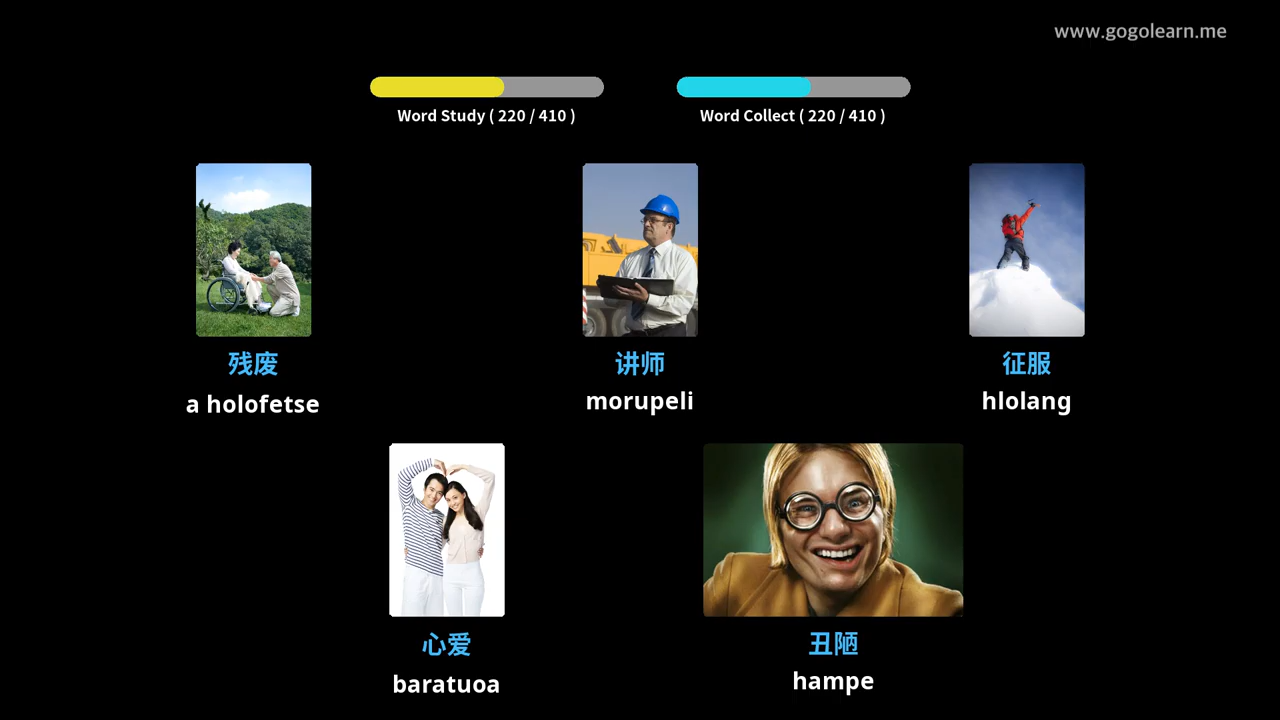 www.gogolearn.me
Word Study ( 220 / 410 )
Word Collect ( 220 / 410 )
残废
讲师
征服
a holofetse
morupeli
hlolang
心爱
丑陋
baratuoa
hampe